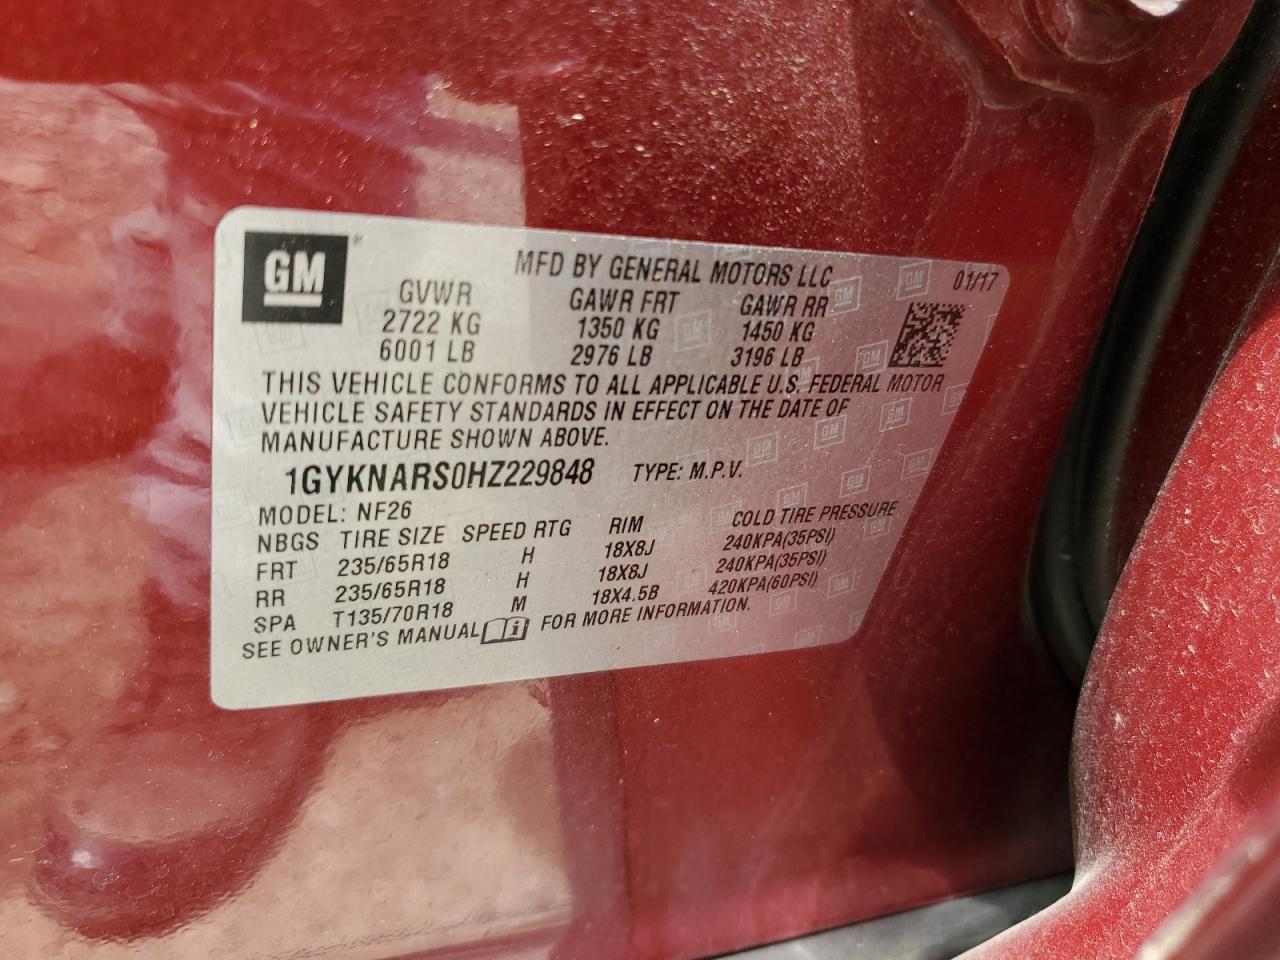 GM®
MFD BY GENERAL MOTORS LLC 01/17
GVWR GAWR FRT GAWR RR
2722 KG 1350 KG 1450 KG
6001 LB 2976 LB 3196 LB
THIS VEHICLE CONFORMS TO ALL APPLICABLE U.S. FEDERAL MOTOR
VEHICLE SAFETY STANDARDS IN EFFECT ON THE DATE OF
MANUFACTURE SHOWN ABOVE.
1GYKNARS0HZ229848 TYPE: M.P.V.
MODEL: NF26
NBGS TIRE SIZE SPEED RTG RIM COLD TIRE PRESSURE
FRT 235/65R18 H 18X8J 240KPA(35PSI)
RR 235/65R18 H 18X8J 240KPA(35PSI)
SPA T135/70R18 M 18X4.5B 420KPA(60PSI)
SEE OWNER'S MANUAL FOR MORE INFORMATION.